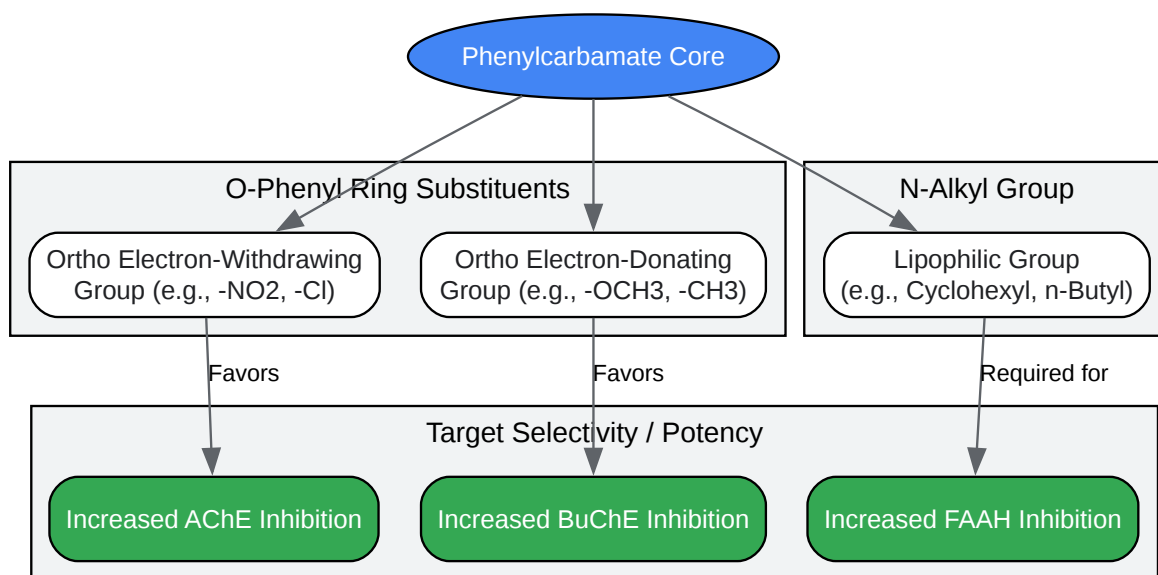 Phenylcarbamate Core
O-Phenyl Ring Substituents
N-Alkyl Group
Ortho Electron-Withdrawing
Group (e.g., -NO2, -Cl)
Ortho Electron-Donating
Group (e.g., -OCH3, -CH3)
Lipophilic Group
(e.g., Cyclohexyl, n-Butyl)
Favors
Favors
Required for
Target Selectivity / Potency
Increased AChE Inhibition
Increased BuChE Inhibition
Increased FAAH Inhibition